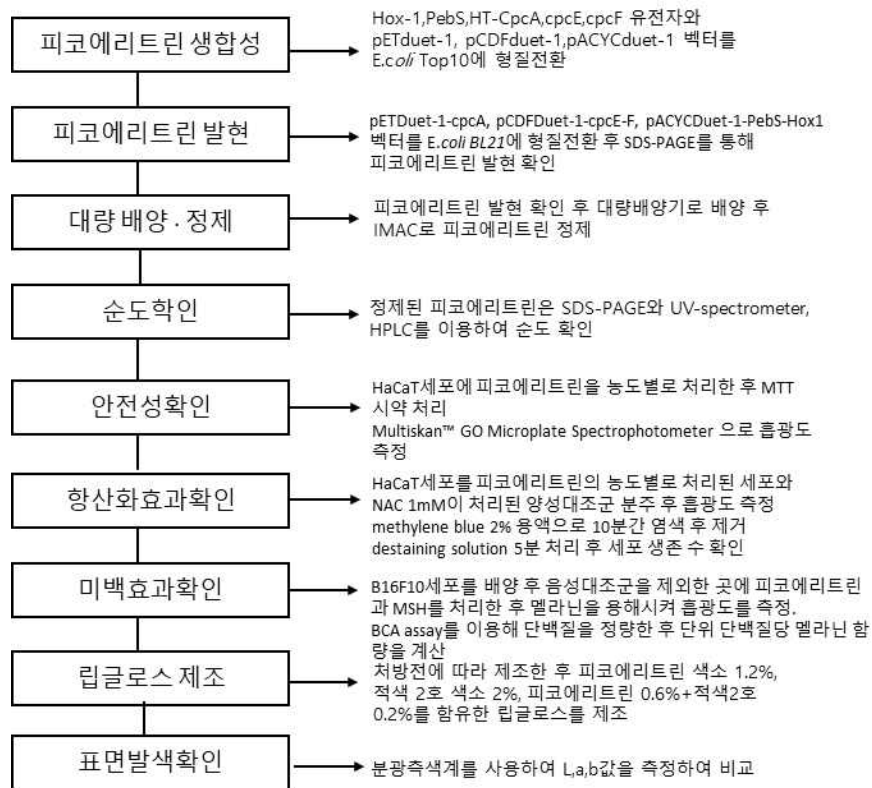 피코에리트린 생합성
Hox-1,PebS,HT-CpcA,cpcE,cpcF 유전자와
pETduet-1, pCDFduet-1,pACYCduet-1 벡터를
E.coli Top10에 형질전환
피코에리트린 발현
pETDuet-1-cpcA, pCDFDuet-1-cpcE-F, pACYCDuet-1-PebS-Hox1
벡터를 E.coli BL21에 형질전환 후 SDS-PAGE를 통해
피코에리트린 발현 확인
대량 배양 . 정제
피코에리트린 발현 확인 후 대량배양기로 배양 후
IMAC로 피코에리트린 정제
순도학인
정제된 피코에리트린은 SDS-PAGE와 UV-spectrometer,
HPLC를 이용하여 순도 확인
안전성확인
HaCaT세포에 피코에리트린을 농도별로 처리한 후 MTT
시약 처리
Multiskan™ GO Microplate Spectrophotometer 으로 흡광도
측정
항산화효과확인
HaCaT세포를 피코에리트린의 농도별로 처리된 세포와
NAC 1mM이 처리된 양성대조군 분주 후 흡광도 측정
methylene blue 2% 용액으로 10분간 염색 후 제거
destaining solution 5분 처리 후 세포 생존 수 확인
미백효과확인
B16F10세포를 배양 후 음성대조군을 제외한 곳에 피코에리트린
과 MSH를 처리한 후 멜라닌을 용해시켜 흡광도를 측정.
BCA assay를 이용해 단백질을 정량한 후 단위 단백질당 멜라닌 함
량을 계산
립글로스 제조
처방전에 따라 제조한 후 피코에리트린 색소 1.2%,
적색 2호 색소 2%, 피코에리트린 0.6%+적색2호
0.2%를 함유한 립글로스를 제조
표면발색확인
분광측색계를 사용하여 L,a,b값을 측정하여 비교